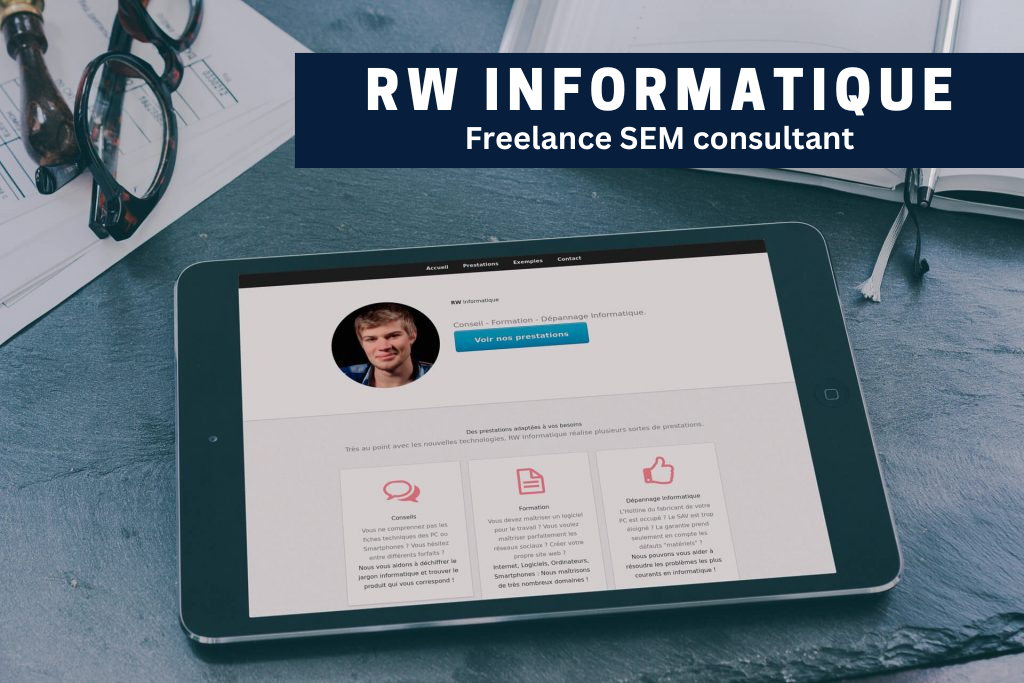 RW INFORMATIQUE
Freelance SEM consultant
Accueil Prestations Exemples Contact
RW Informatique
Conseil - Formation - Dépannage Informatique.
Voir nos prestations
Des prestations adaptées à vos besoins
Très au point avec les nouvelles technologies, RW Informatique réalise plusieurs sortes de prestations.
Conseils
Vous ne comprennez pas les
fiches techniques des PC ou
Smartphones ? Vous hésitez
entre différents forfaits ?
Nous vous aidons à déchiffrer le
jargon informatique et trouver le
produit qui vous correspond !
Formation
Vous devez maîtriser un logiciel
pour le travail ? Vous voulez
maîtriser parfaitement les
réseaux sociaux ? Créer votre
propre site web ?
Internet, Logiciels, Ordinateurs,
Smartphones : Nous maîtrisons
de très nombreux domaines !
Dépannage Informatique
L'Hotline du fabricant de votre
PC est occupé ? Le SAV est trop
éloigné ? La garantie prend
seulement en compte les
défauts "matériels" ?
Nous pouvons vous aider à
résoudre les problèmes les plus
courants en informatique !